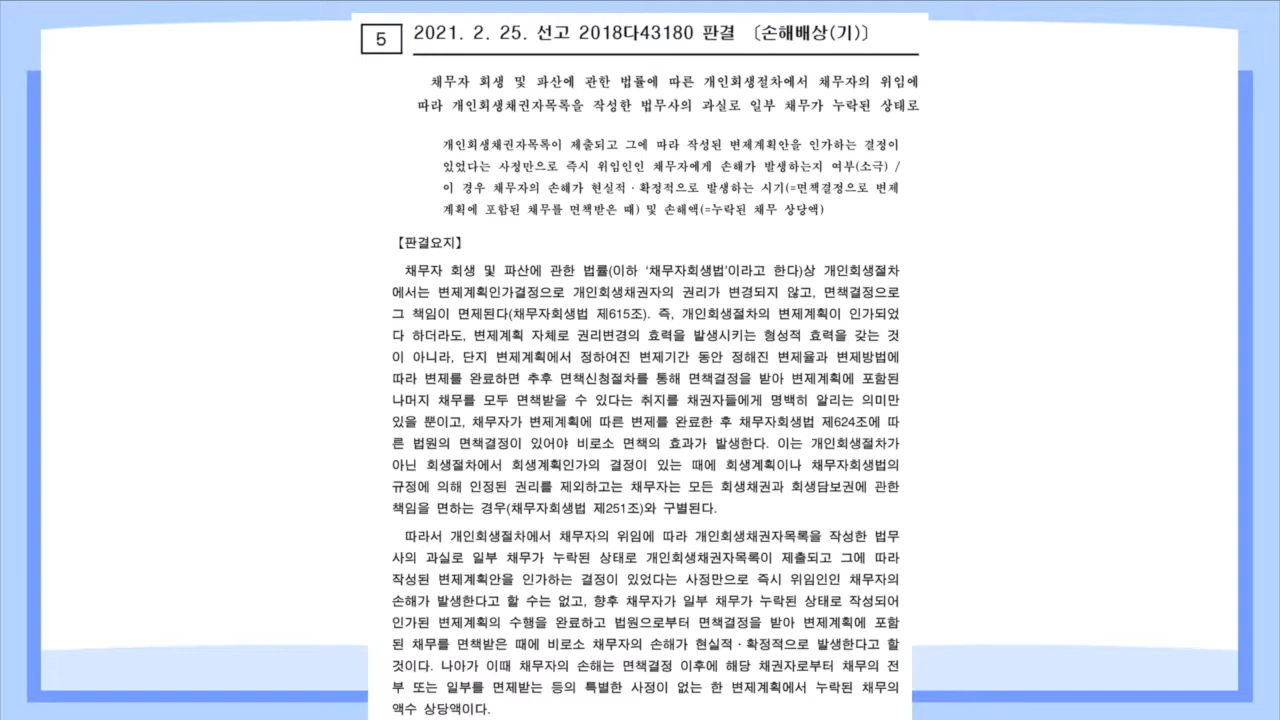 5
2021. 2. 25. 선고 2018다43180 판결 〔손해배상(기)〕
채무자 회생 및 파산에 관한 법률에 따른 개인회생절차에서 채무자의 위임에
따라 개인회생채권자목록을 작성한 법무사의 과실로 일부 채무가 누락된 상태로
개인회생채권자목록이 제출되고 그에 따라 작성된 변제계획안을 인가하는 결정이
있었다는 사정만으로 즉시 위임인인 채무자에게 손해가 발생하는지 여부(소극) /
이 경우 채무자의 손해가 현실적·확정적으로 발생하는 시기(=면책결정으로 변제
계획에 포함된 채무를 면책받은 때) 및 손해액(=누락된 채무 상당액)
【판결요지】
채무자 회생 및 파산에 관한 법률(이하 ‘채무자회생법’이라고 한다)상 개인회생절차
에서는 변제계획인가결정으로 개인회생채권자의 권리가 변경되지 않고, 면책결정으로
그 책임이 면제된다(채무자회생법 제615조). 즉, 개인회생절차의 변제계획이 인가되었
다 하더라도, 변제계획 자체로 권리변경의 효력을 발생시키는 형성적 효력을 갖는 것
이 아니라, 단지 변제계획에서 정하여진 변제기간 동안 정해진 변제율과 변제방법에
따라 변제를 완료하면 추후 면책신청절차를 통해 면책결정을 받아 변제계획에 포함된
나머지 채무를 모두 면책받을 수 있다는 취지를 채권자들에게 명백히 알리는 의미만
있을 뿐이고, 채무자가 변제계획에 따른 변제를 완료한 후 채무자회생법 제624조에 따
른 법원의 면책결정이 있어야 비로소 면책의 효과가 발생한다. 이는 개인회생절차가
아닌 회생절차에서 회생계획인가의 결정이 있는 때에 회생계획이나 채무자회생법의
규정에 의해 인정된 권리를 제외하고는 채무자는 모든 회생채권과 회생담보권에 관한
책임을 면하는 경우(채무자회생법 제251조)와 구별된다.
따라서 개인회생절차에서 채무자의 위임에 따라 개인회생채권자목록을 작성한 법무
사의 과실로 일부 채무가 누락된 상태로 개인회생채권자목록이 제출되고 그에 따라
작성된 변제계획안을 인가하는 결정이 있었다는 사정만으로 즉시 위임인인 채무자의
손해가 발생한다고 할 수는 없고, 향후 채무자가 일부 채무가 누락된 상태로 작성되어
인가된 변제계획의 수행을 완료하고 법원으로부터 면책결정을 받아 변제계획에 포함
된 채무를 면책받은 때에 비로소 채무자의 손해가 현실적·확정적으로 발생한다고 할
것이다. 나아가 이때 채무자의 손해는 면책결정 이후에 해당 채권자로부터 채무의 전
부 또는 일부를 면제받는 등의 특별한 사정이 없는 한 변제계획에서 누락된 채무의
액수 상당액이다.